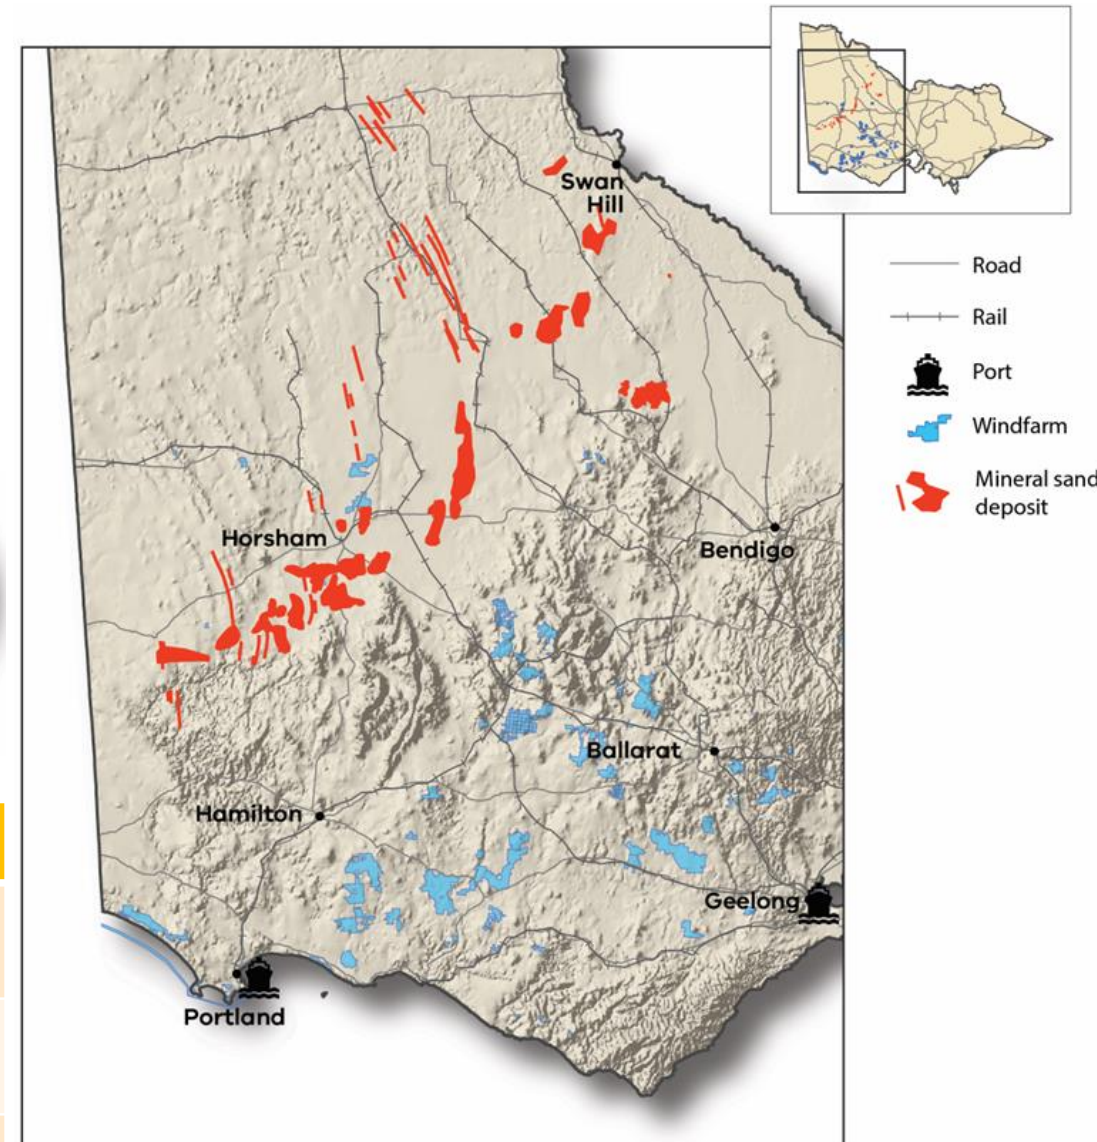 Swan
Hill
Horsham
Bendigo
Ballarat
Hamilton
Geelong
Portland
Road
Rail
Port
Windfarm
Mineral sand
deposit